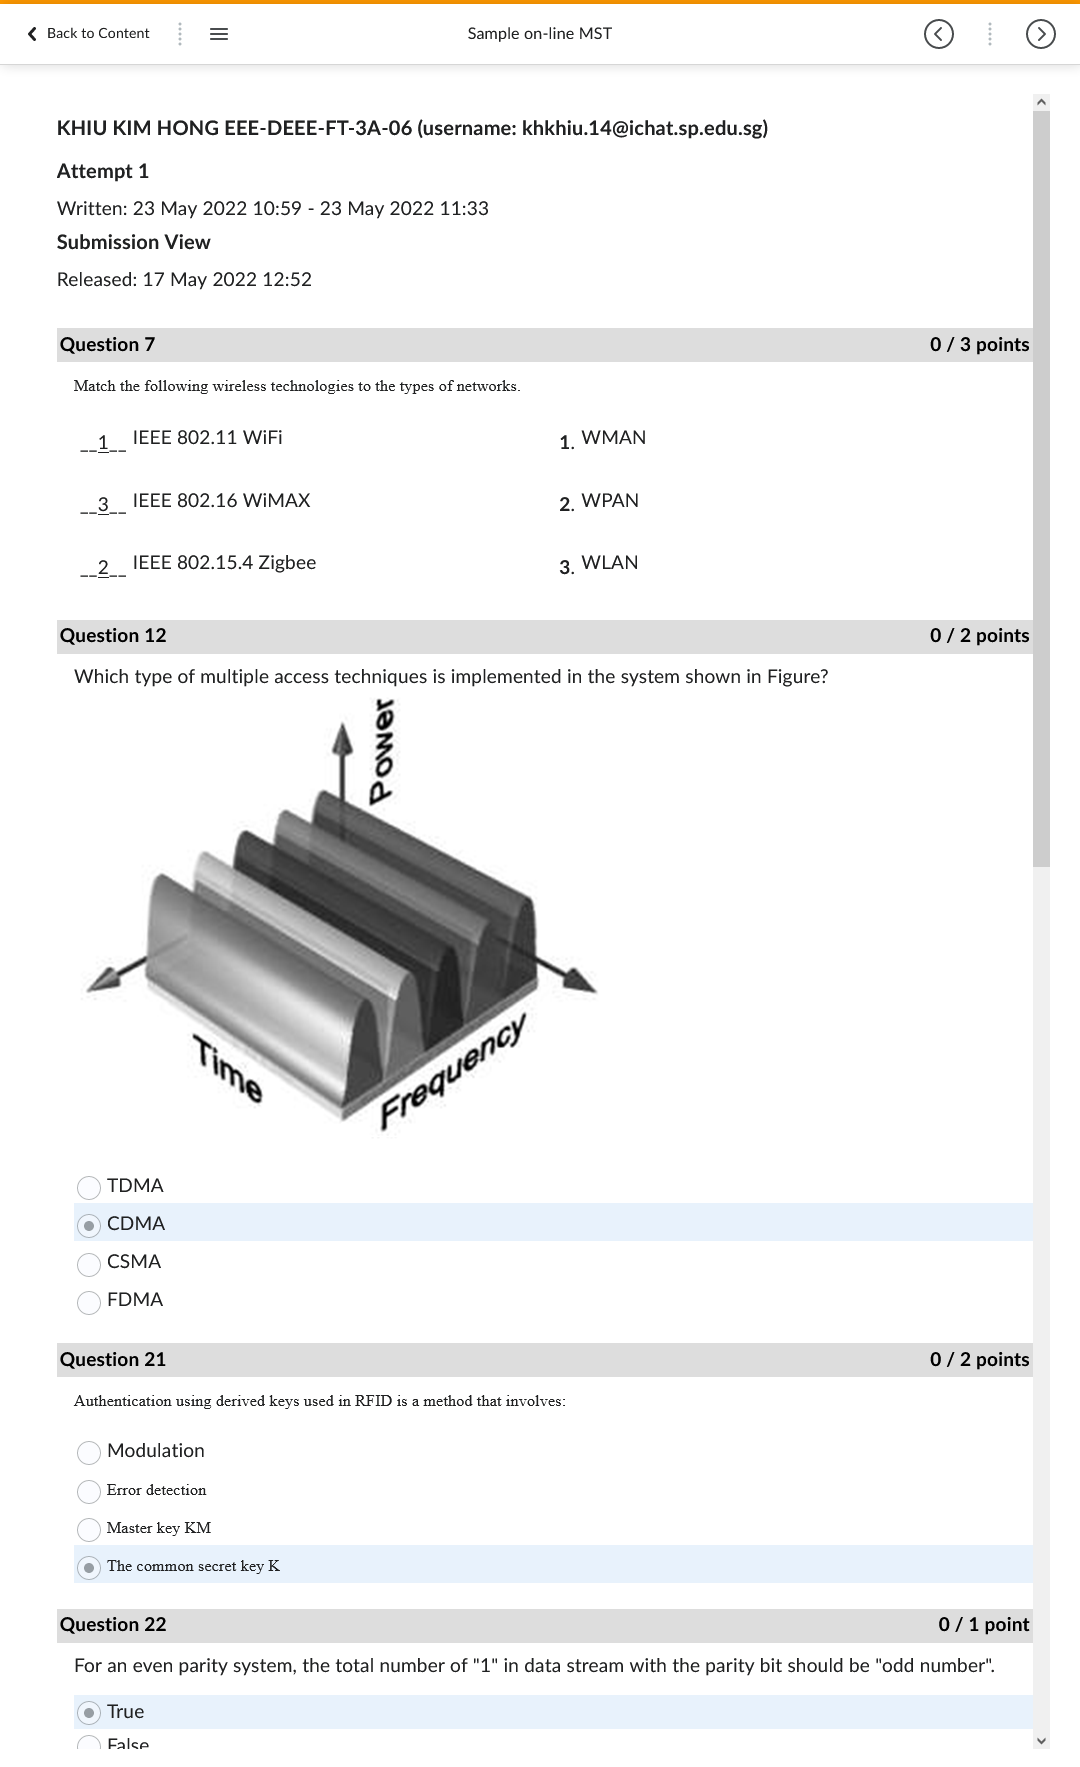 Back to Content
Sample on-line MST
KHIU KIM HONG EEE-DEEE-FT-3A-06 (username: khkhiu.14@ichat.sp.edu.sg)
Attempt 1
Written: 23 May 2022 10:59 - 23 May 2022 11:33
Submission View
Released: 17 May 2022 12:52
Question 7 0 / 3 points
Match the following wireless technologies to the types of networks.
__1__ IEEE 802.11 WiFi 1. WMAN
__3__ IEEE 802.16 WiMAX 2. WPAN
__2__ IEEE 802.15.4 Zigbee 3. WLAN
Question 12 0 / 2 points
Which type of multiple access techniques is implemented in the system shown in Figure?
Power
Time
Frequency
TDMA
CDMA
CSMA
FDMA
Question 21 0 / 2 points
Authentication using derived keys used in RFID is a method that involves:
Modulation
Error detection
Master key KM
The common secret key K
Question 22 0 / 1 point
For an even parity system, the total number of "1" in data stream with the parity bit should be "odd number".
True
False